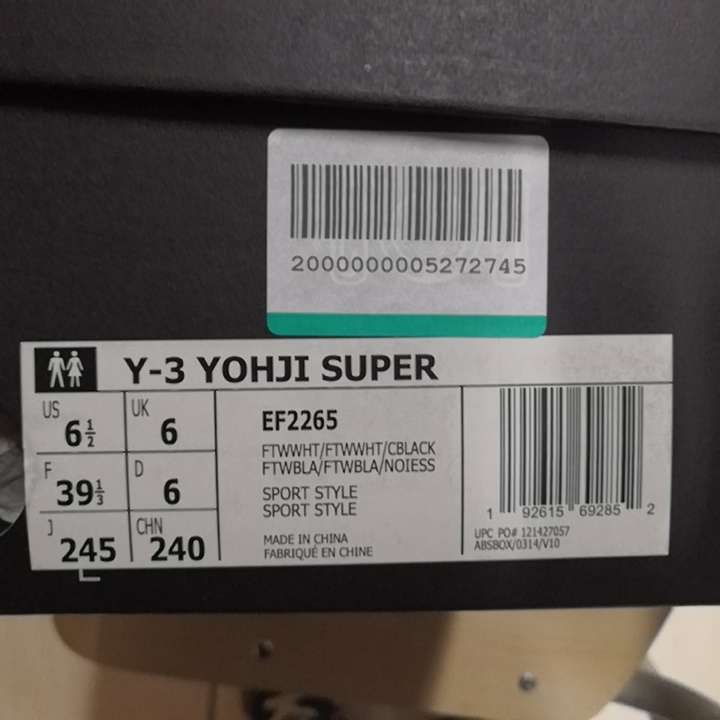 2000000005272745
Y-3 YOHJI SUPER
US
6½
UK
6
F
39⅓
D
6
J
245
CHN
240
EF2265
FTWWHT/FTWWHT/CBLACK
FTWBLA/FTWBLA/NOIESS
SPORT STYLE
SPORT STYLE
MADE IN CHINA
FABRIQUÉ EN CHINE
1 92615 69285 2
UPC PO# 121427057
ABSBOX/0314/V10